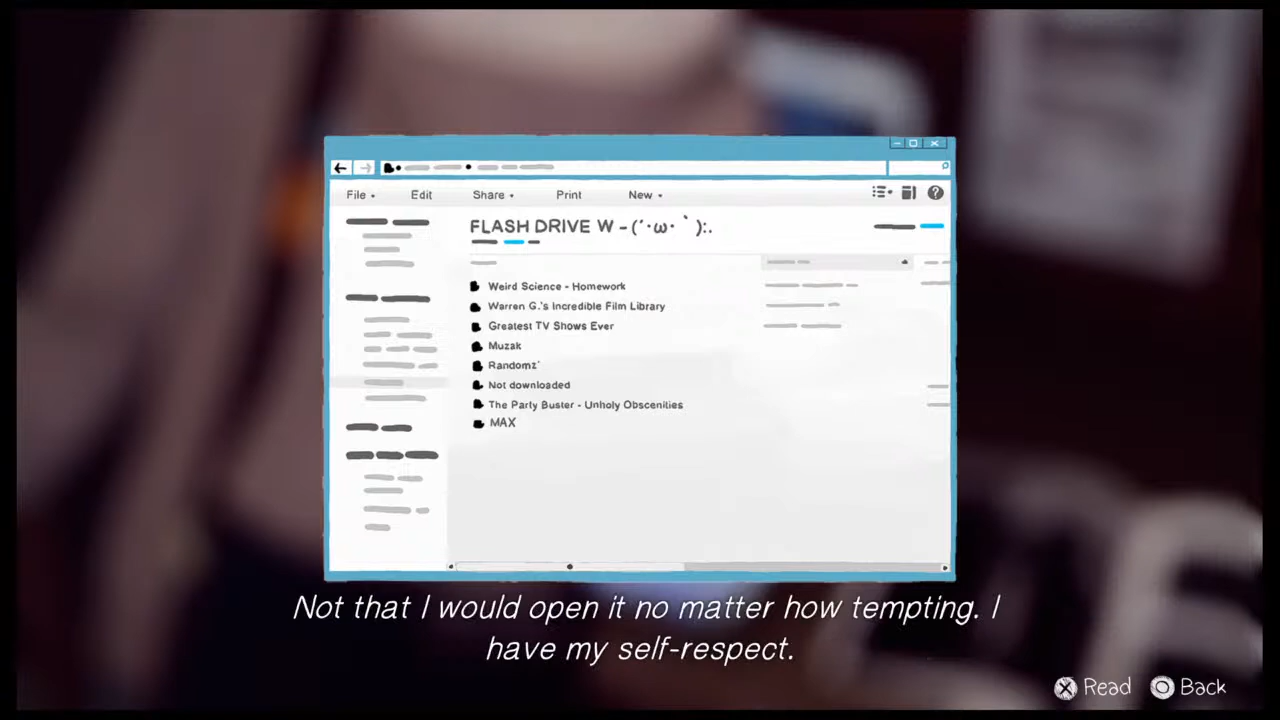 File
Edit
Share
Print
New
FLASH DRIVE W -(´·ω·`):.
Weird Science - Homework
Warren G.'s Incredible Film Library
Greatest TV Shows Ever
Muzak
Randomz'
Not downloaded
The Party Buster - Unholy Obscenities
MAX
Not that I would open it no matter how tempting. I
have my self-respect.
Read Back